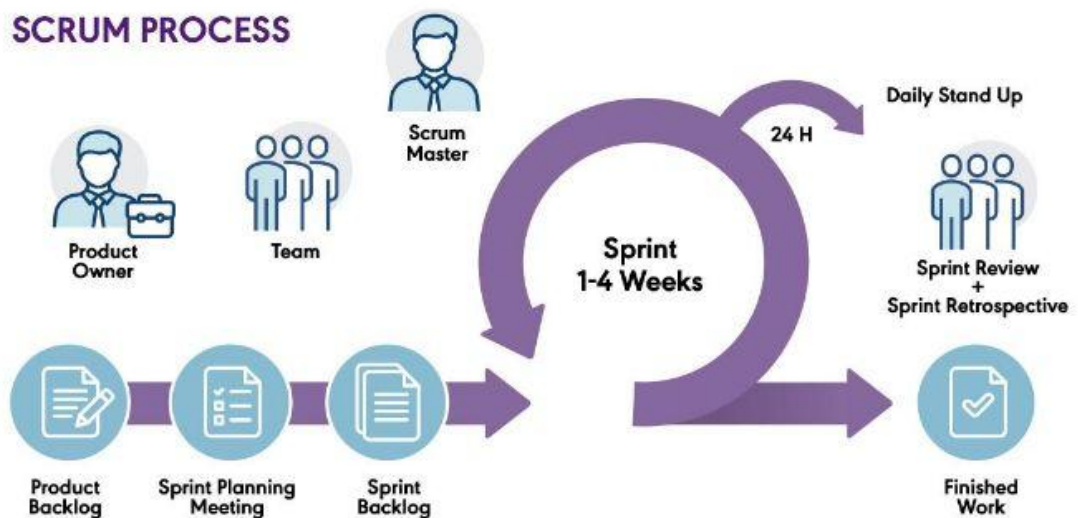 SCRUM PROCESS
Scrum
Master
Product
Owner
Team
Daily Stand Up
24 H
Sprint
1-4 Weeks
Sprint Review
+
Sprint Retrospective
Product
Backlog
Sprint Planning
Meeting
Sprint
Backlog
Finished
Work